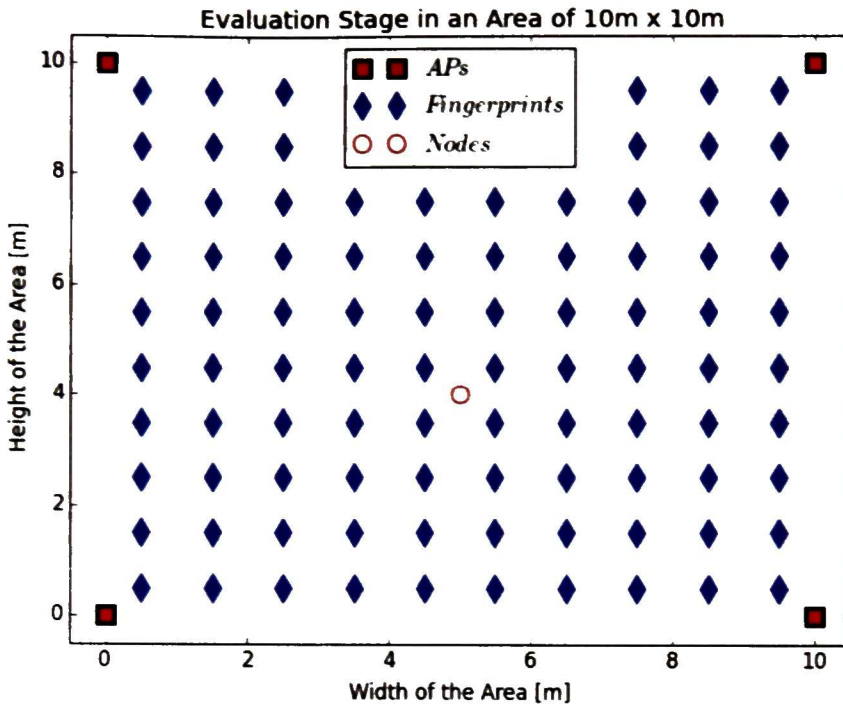 Evaluation Stage in an Area of 10m x 10m
APs
Fingerprints
Nodes
10
8
6
4
2
0
Height of the Area [m]
0 2 4 6 8 10
Width of the Area [m]